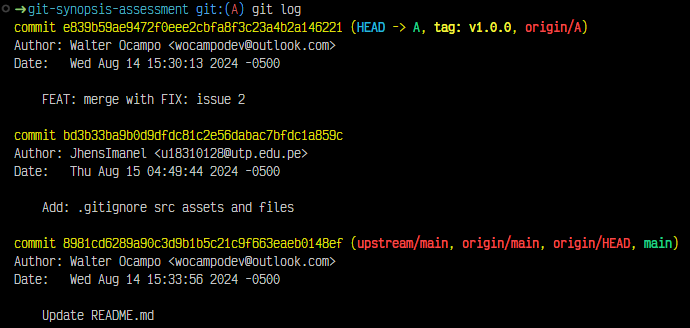 ➜ git-synopsis-assessment git:(A) git log
commit e839b59ae9472f0eee2cbfa8f3c23a4b2a146221 (HEAD -> A, tag: v1.0.0, origin/A)
Author: Walter Ocampo <wocampodev@outlook.com>
Date:   Wed Aug 14 15:30:13 2024 -0500
FEAT: merge with FIX: issue 2
commit bd3b33ba9b0d9dfdc81c2e56dabac7bfdc1a859c
Author: JhensImanel <u18310128@utp.edu.pe>
Date:   Thu Aug 15 04:49:44 2024 -0500
Add: .gitignore src assets and files
commit 8981cd6289a90c3d9b1b5c21c9f663eaeb0148ef (upstream/main, origin/main, origin/HEAD, main)
Author: Walter Ocampo <wocampodev@outlook.com>
Date:   Wed Aug 14 15:33:56 2024 -0500
Update README.md